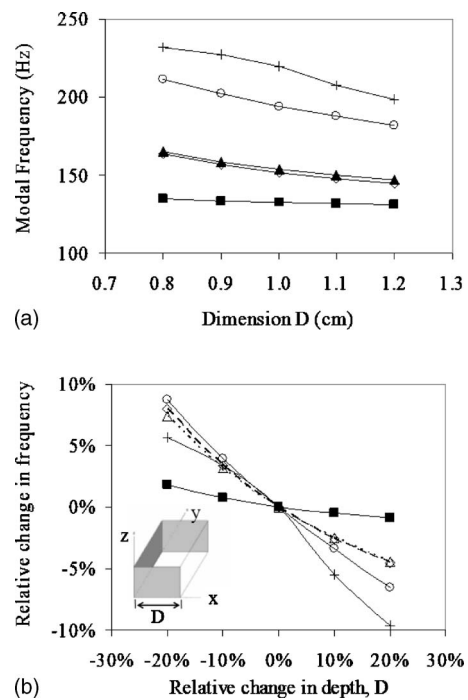 250
200
150
100
Modal Frequency (Hz)
0.7 0.8 0.9 1.0 1.1 1.2 1.3
Dimension D (cm)
(a)
10%
5%
0%
-5%
-10%
Relative change in frequency
z
y
x
D
-30% -20% -10% 0% 10% 20% 30%
Relative change in depth, D
(b)